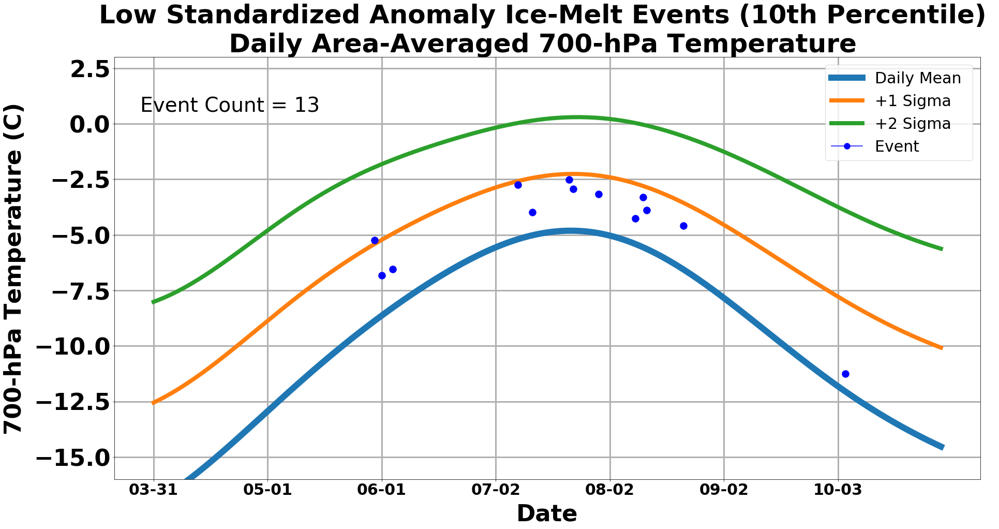 Low Standardized Anomaly Ice-Melt Events (10th Percentile)
Daily Area-Averaged 700-hPa Temperature
700-hPa Temperature (C)
2.5
0.0
−2.5
−5.0
−7.5
−10.0
−12.5
−15.0
Event Count = 13
Daily Mean
+1 Sigma
+2 Sigma
Event
03-31 05-01 06-01 07-02 08-02 09-02 10-03
Date